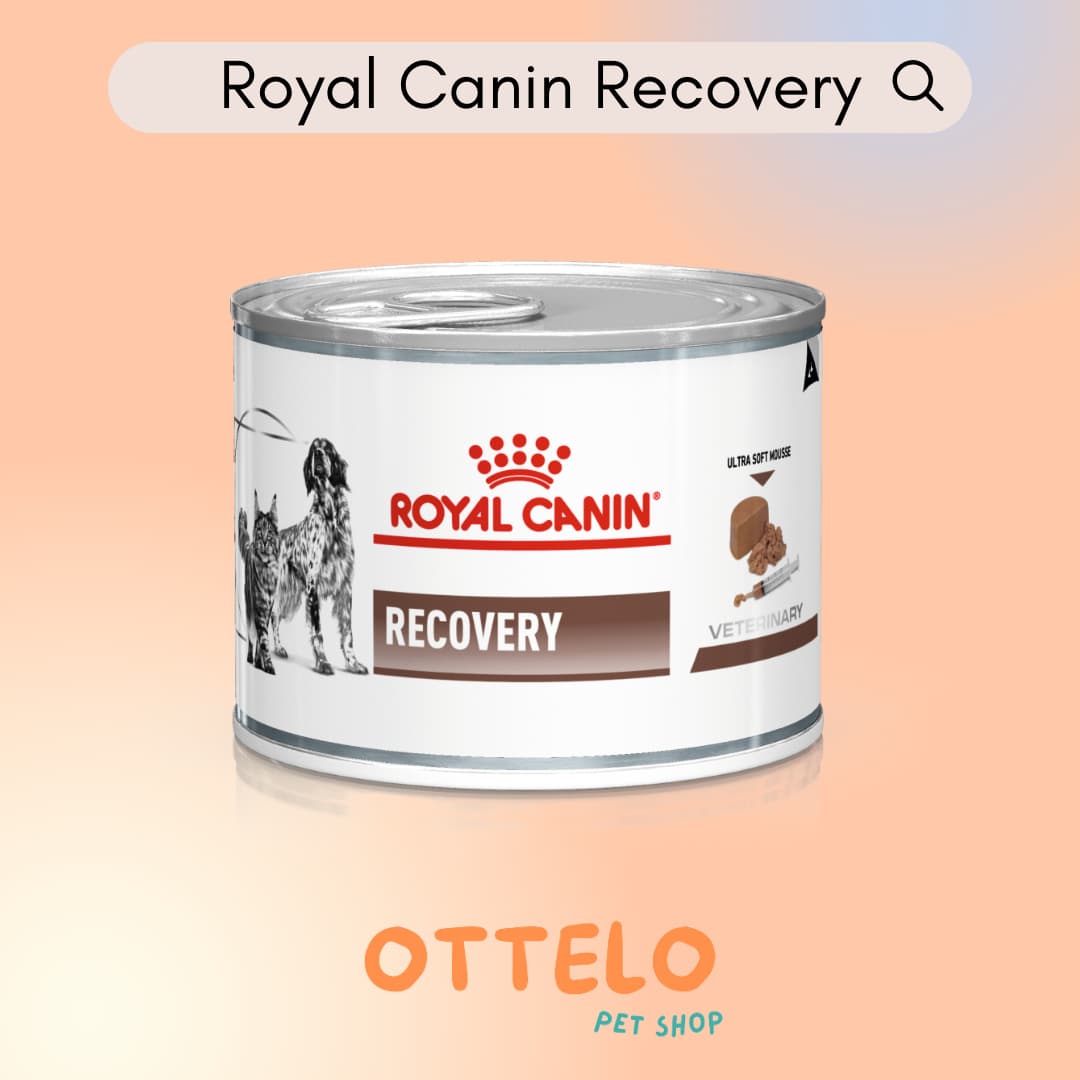 Royal Canin Recovery
ULTRA SOFT MOUSSE
ROYAL CANIN®
RECOVERY
VETERINARY
OTTELO
PET SHOP